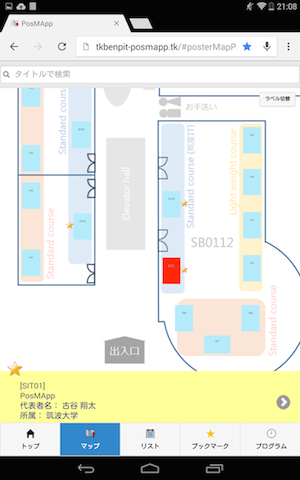 21:08
PosMApp
tkbenpit-posmapp.tk/#posterMapP
タイトルで検索
ラベル切替
お手洗い
Standard course
Standard course
Elevator hall
Standard course (高度IT)
Light weight course
SB0112
Standard course
Standard course
出入口
[SIT01]
PosMApp
代表者名： 古谷 翔太
所属： 筑波大学
トップ
マップ
リスト
ブックマーク
プログラム